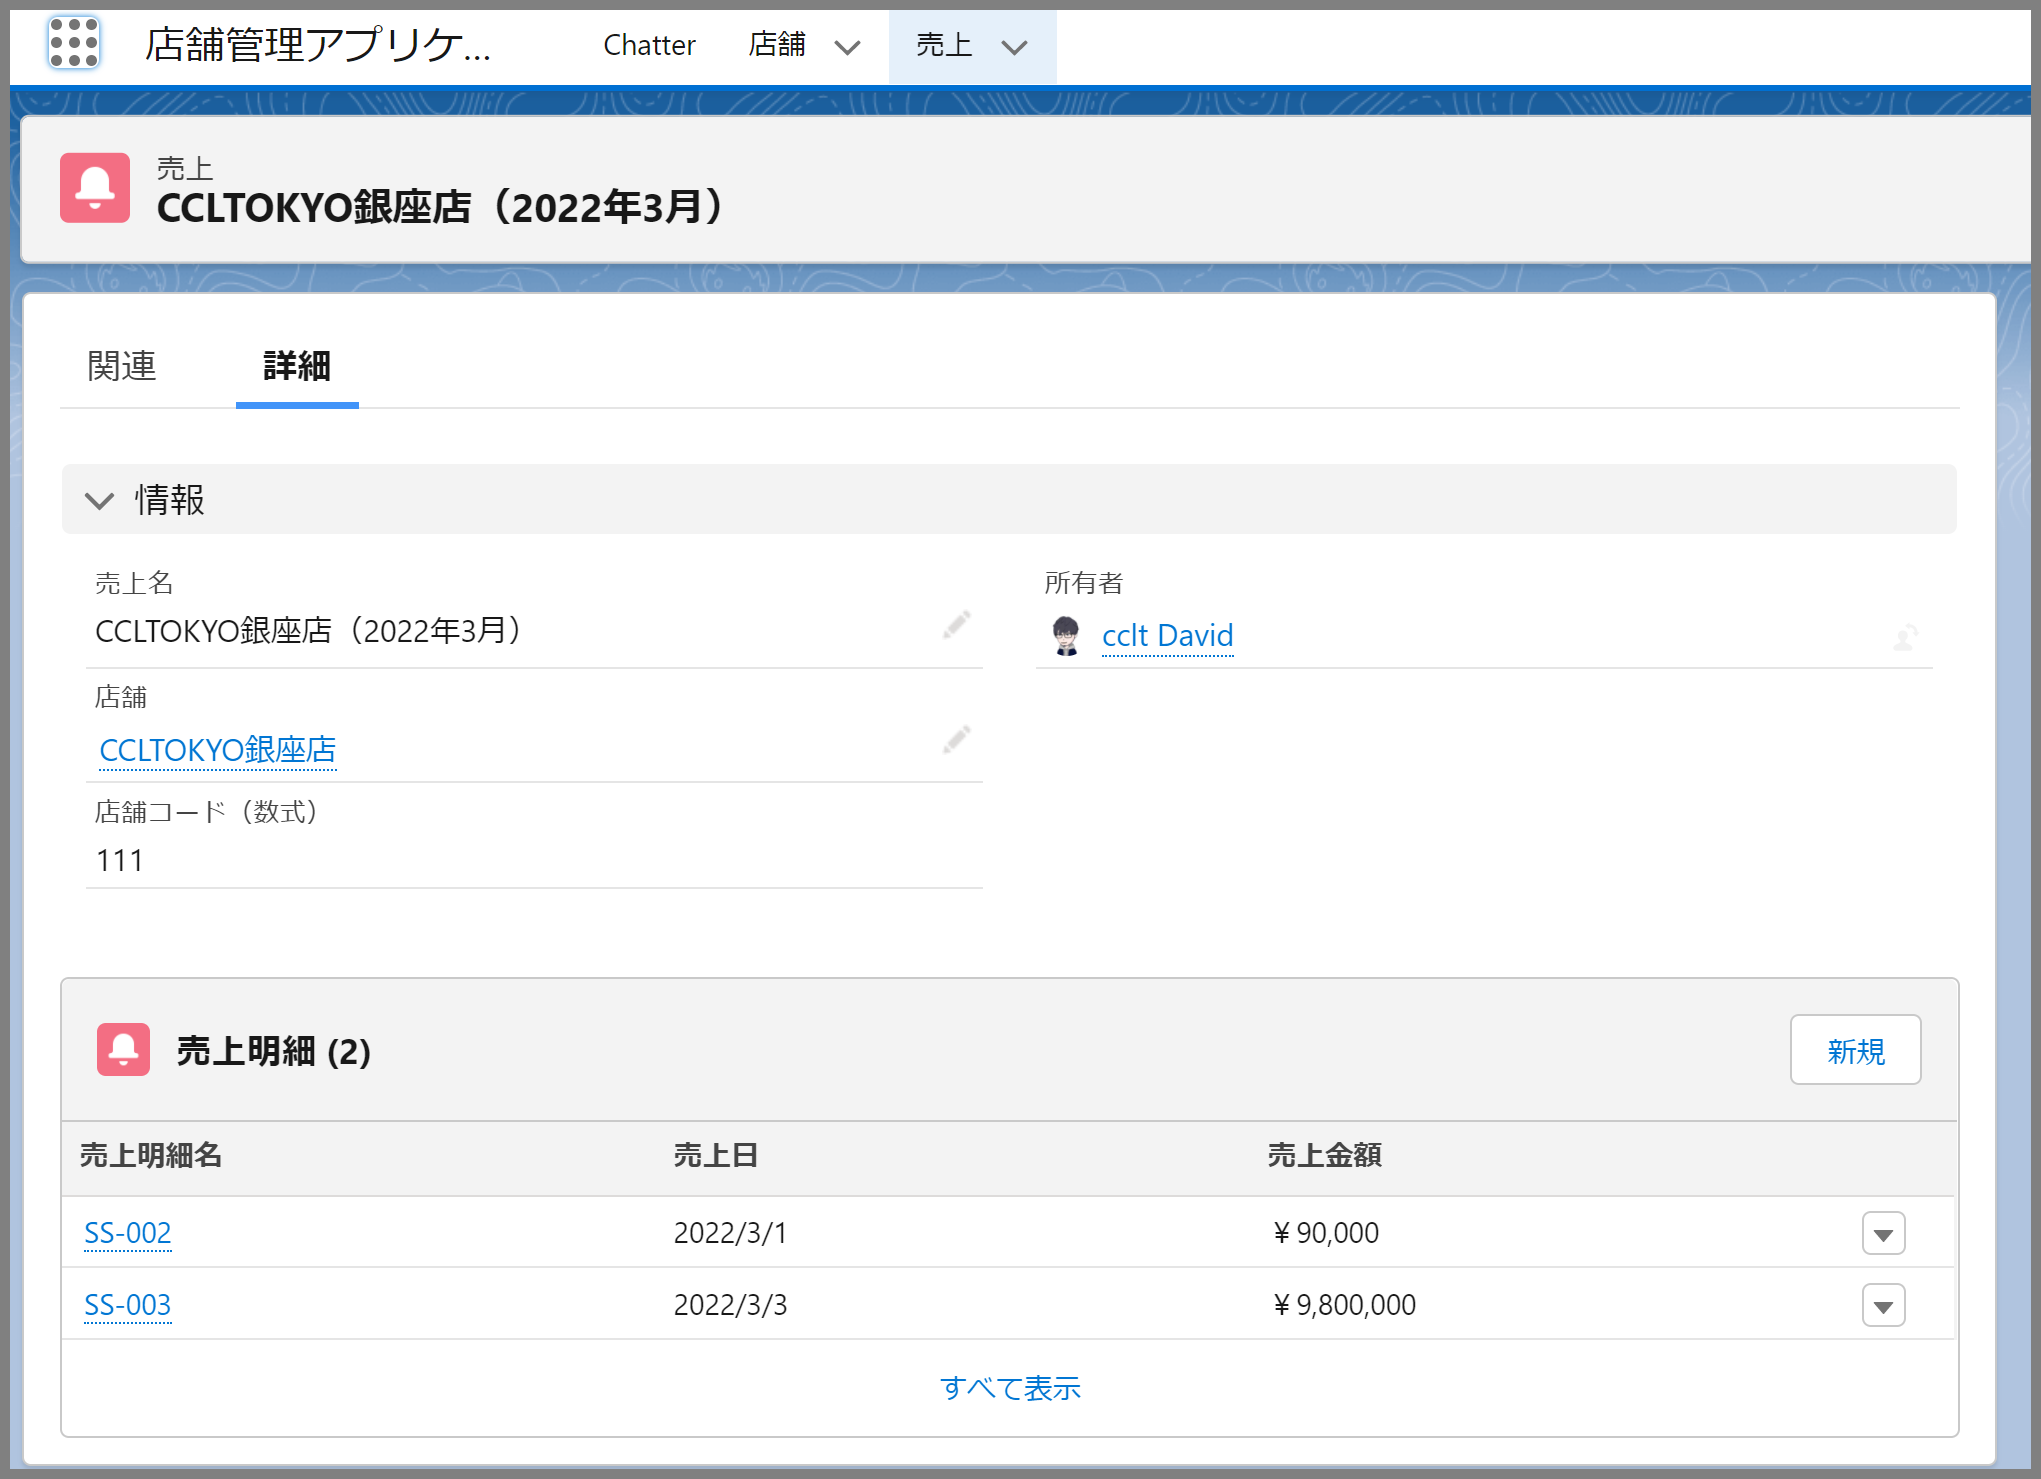 店舗管理アプリケ...
Chatter
店舗
売上
売上
CCLTOKYO銀座店（2022年3月）
関連
詳細
情報
売上名
CCLTOKYO銀座店（2022年3月）
所有者
cclt David
店舗
CCLTOKYO銀座店
店舗コード（数式）
111
売上明細 (2)
新規
売上明細名 売上日 売上金額
SS-002 2022/3/1 ¥ 90,000
SS-003 2022/3/3 ¥ 9,800,000
すべて表示